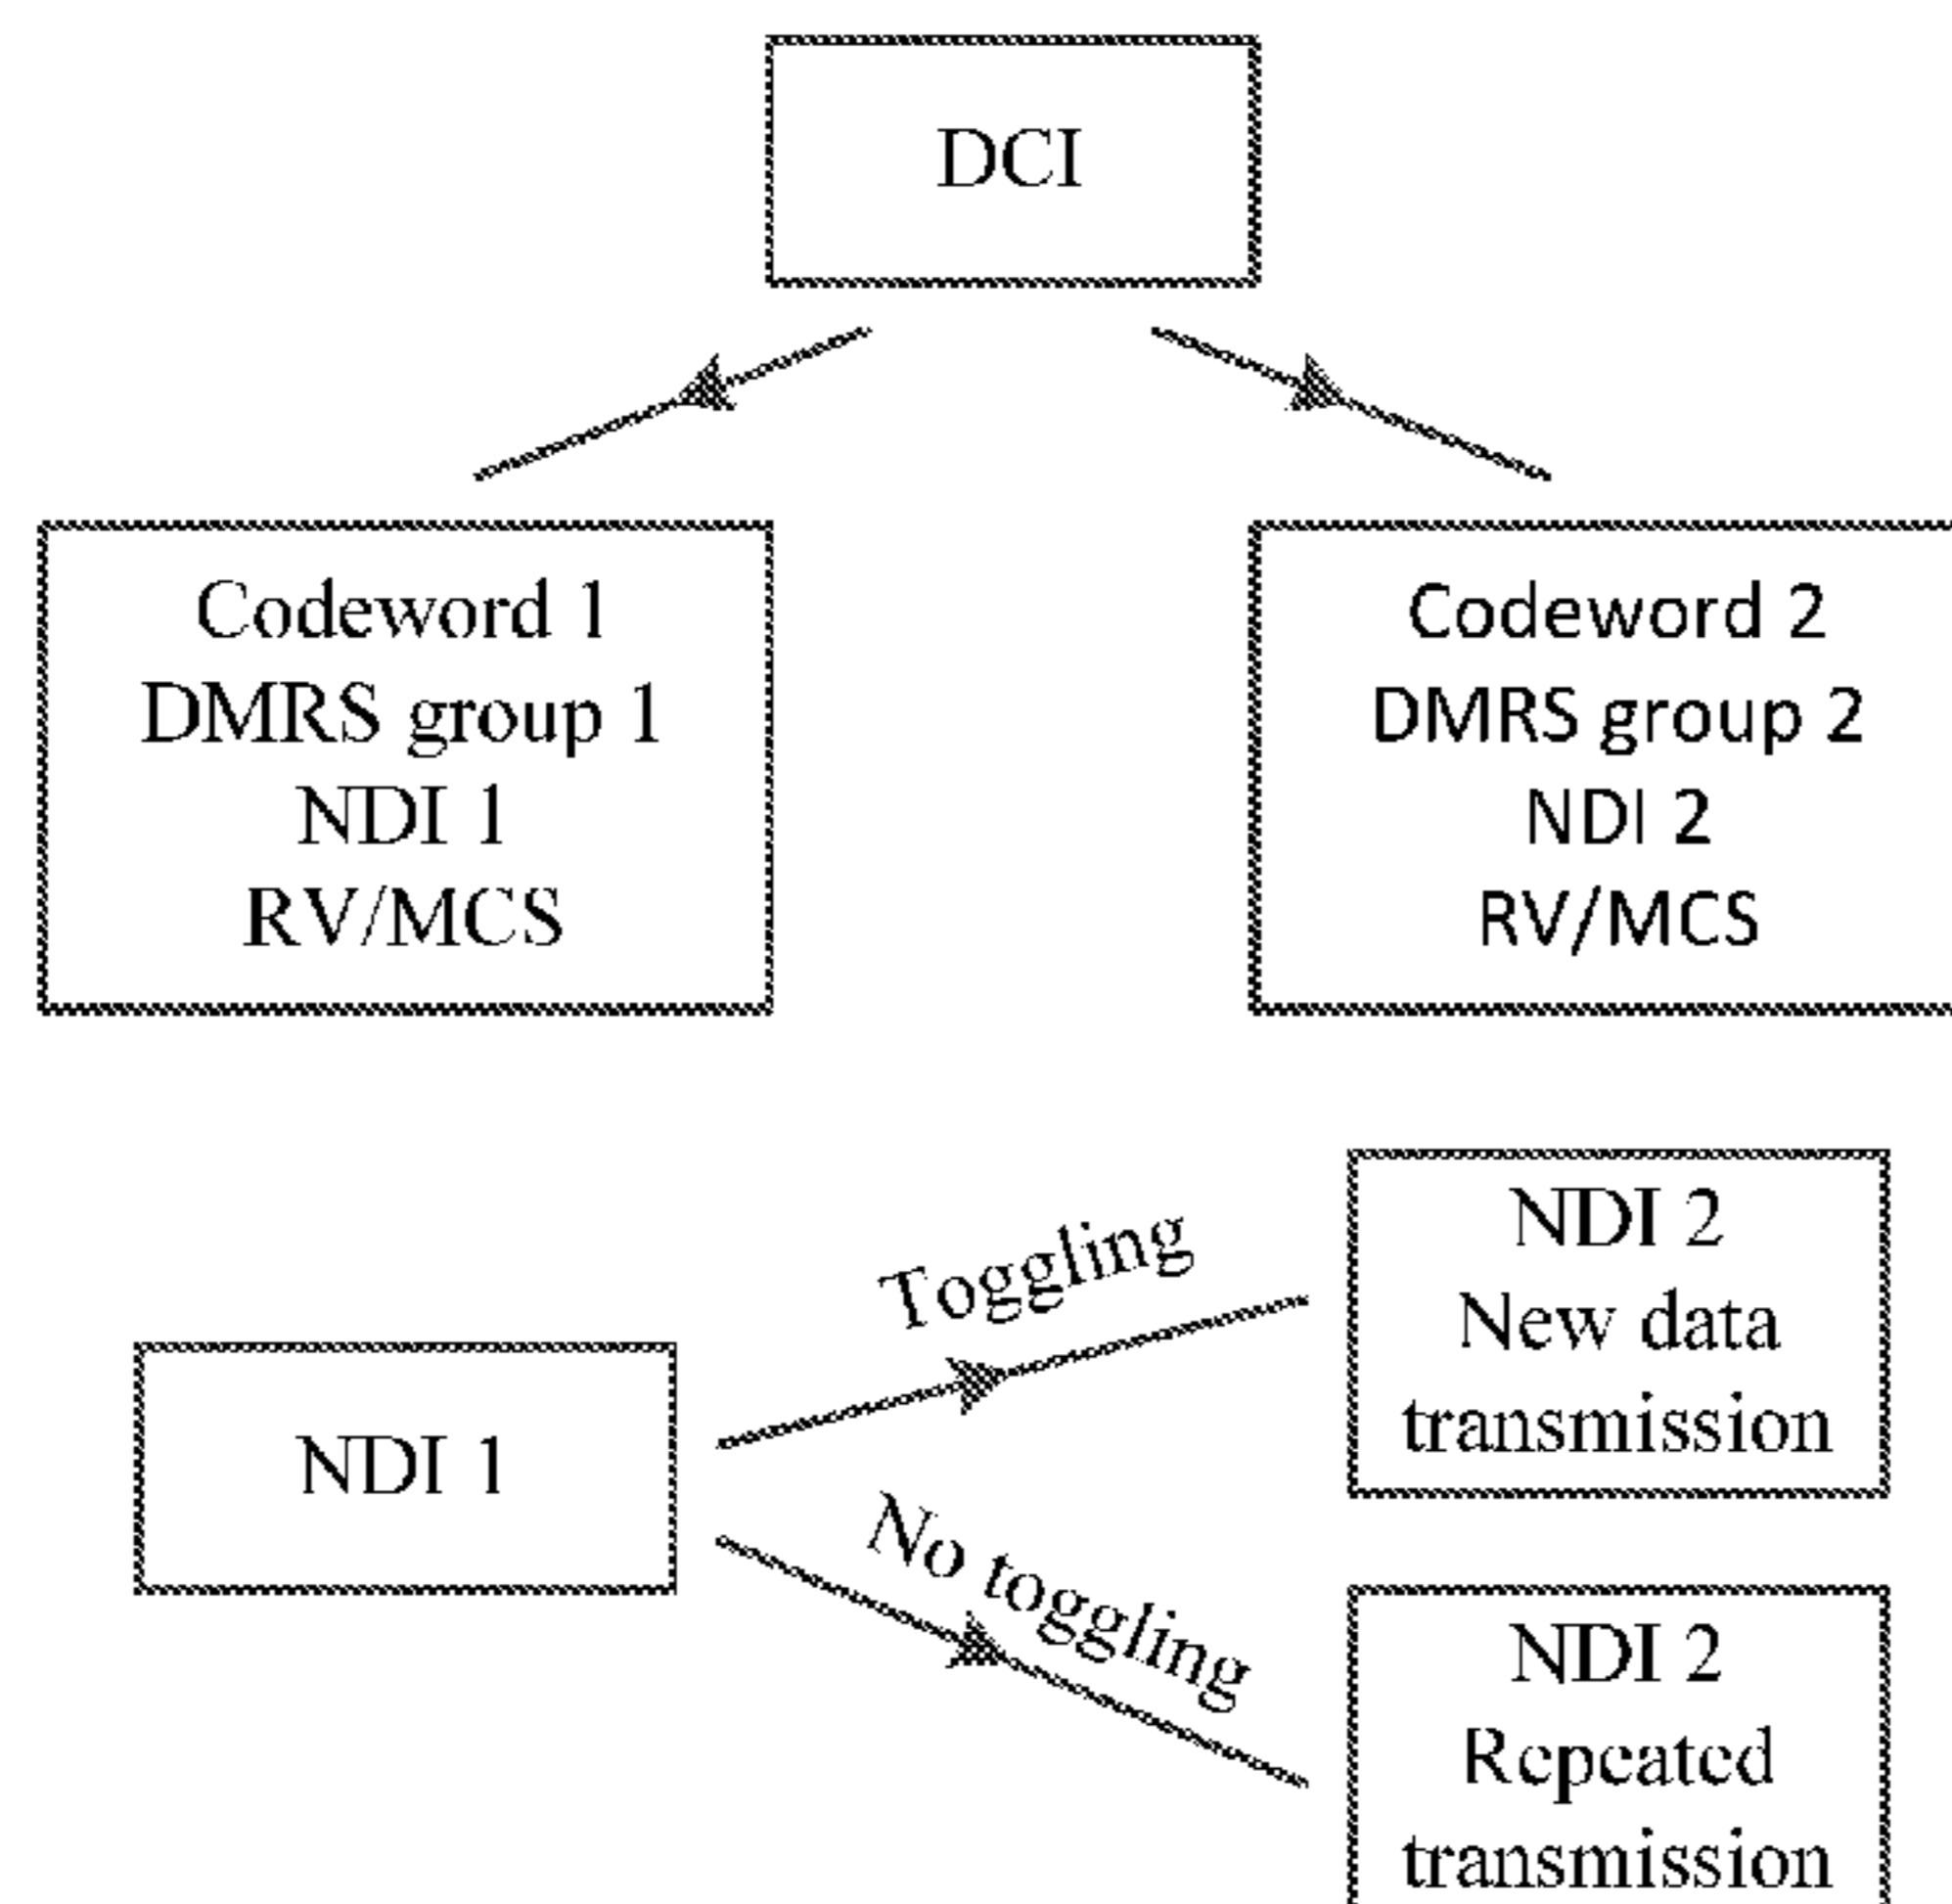 DCI
Codeword 1
DMRS group 1
NDI 1
RV/MCS
Codeword 2
DMRS group 2
NDI 2
RV/MCS
NDI 1
Toggling
No toggling
NDI 2
New data
transmission
NDI 2
Repeated
transmission